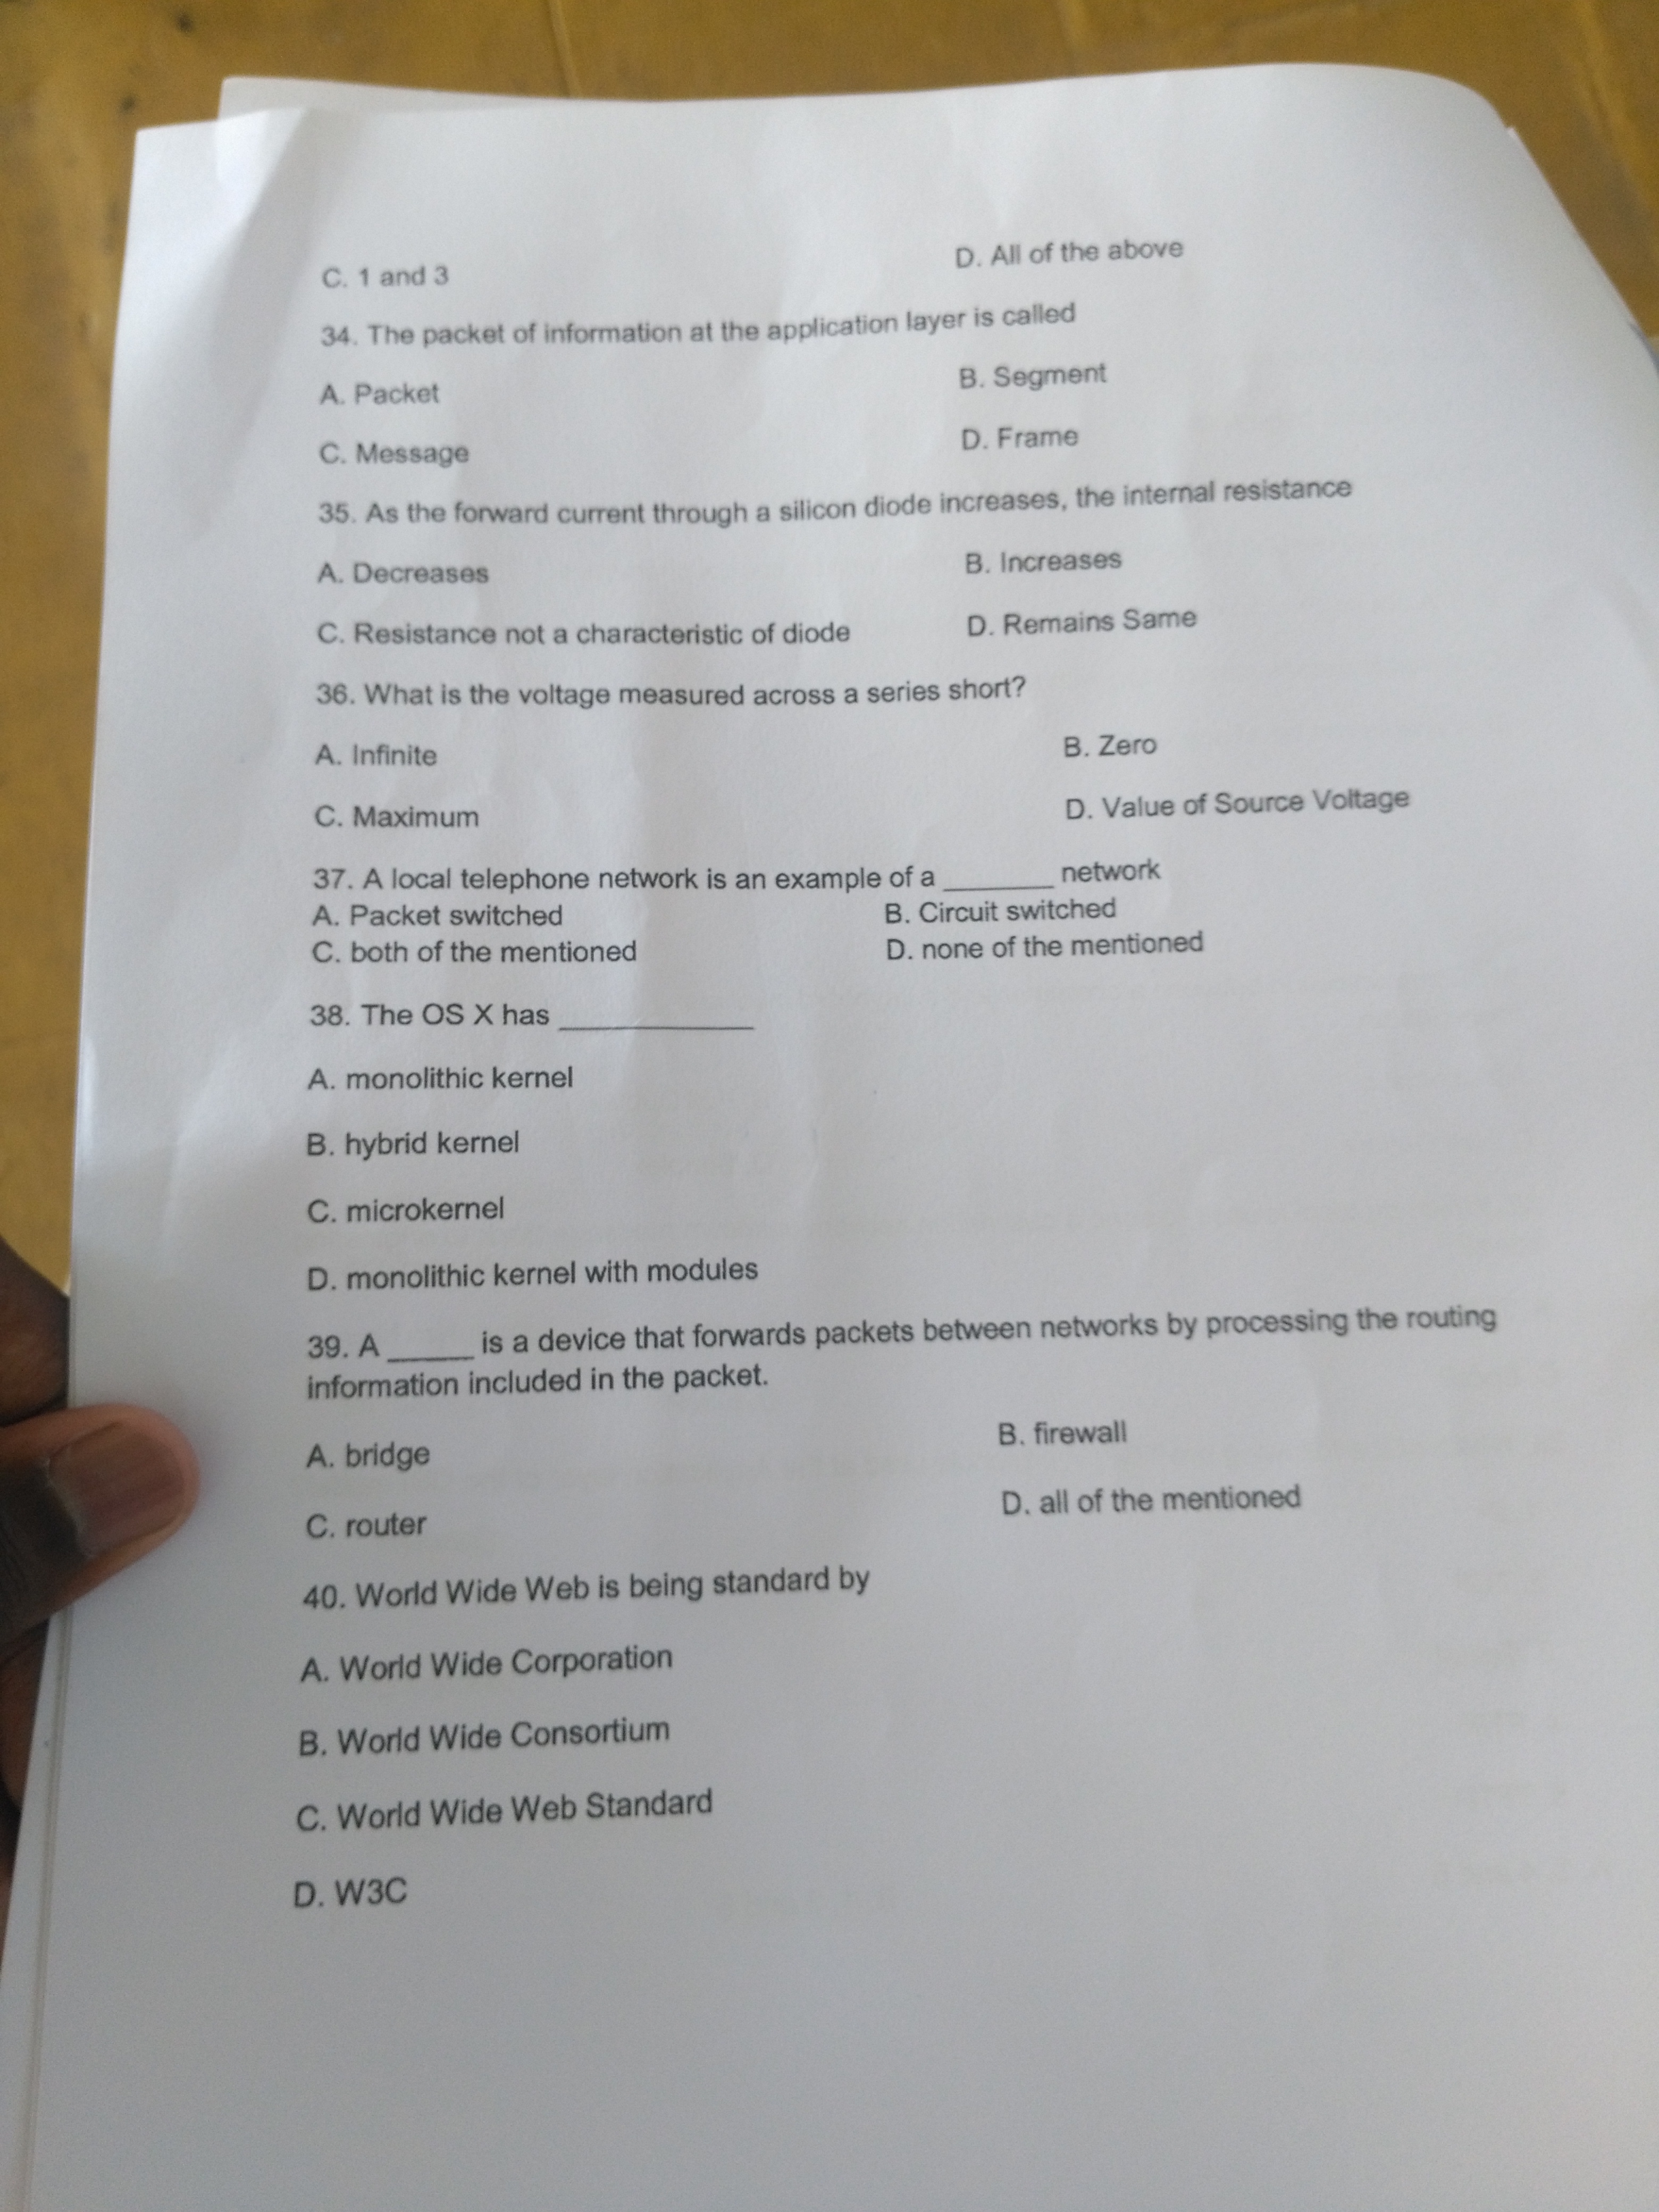 C. 1 and 3 D. All of the above
34. The packet of information at the application layer is called
A. Packet B. Segment
C. Message D. Frame
35. As the forward current through a silicon diode increases, the internal resistance
A. Decreases B. Increases
C. Resistance not a characteristic of diode D. Remains Same
36. What is the voltage measured across a series short?
A. Infinite B. Zero
C. Maximum D. Value of Source Voltage
37. A local telephone network is an example of a _______ network
A. Packet switched B. Circuit switched
C. both of the mentioned D. none of the mentioned
38. The OS X has ____________
A. monolithic kernel
B. hybrid kernel
C. microkernel
D. monolithic kernel with modules
39. A _____ is a device that forwards packets between networks by processing the routing
information included in the packet.
A. bridge B. firewall
C. router D. all of the mentioned
40. World Wide Web is being standard by
A. World Wide Corporation
B. World Wide Consortium
C. World Wide Web Standard
D. W3C